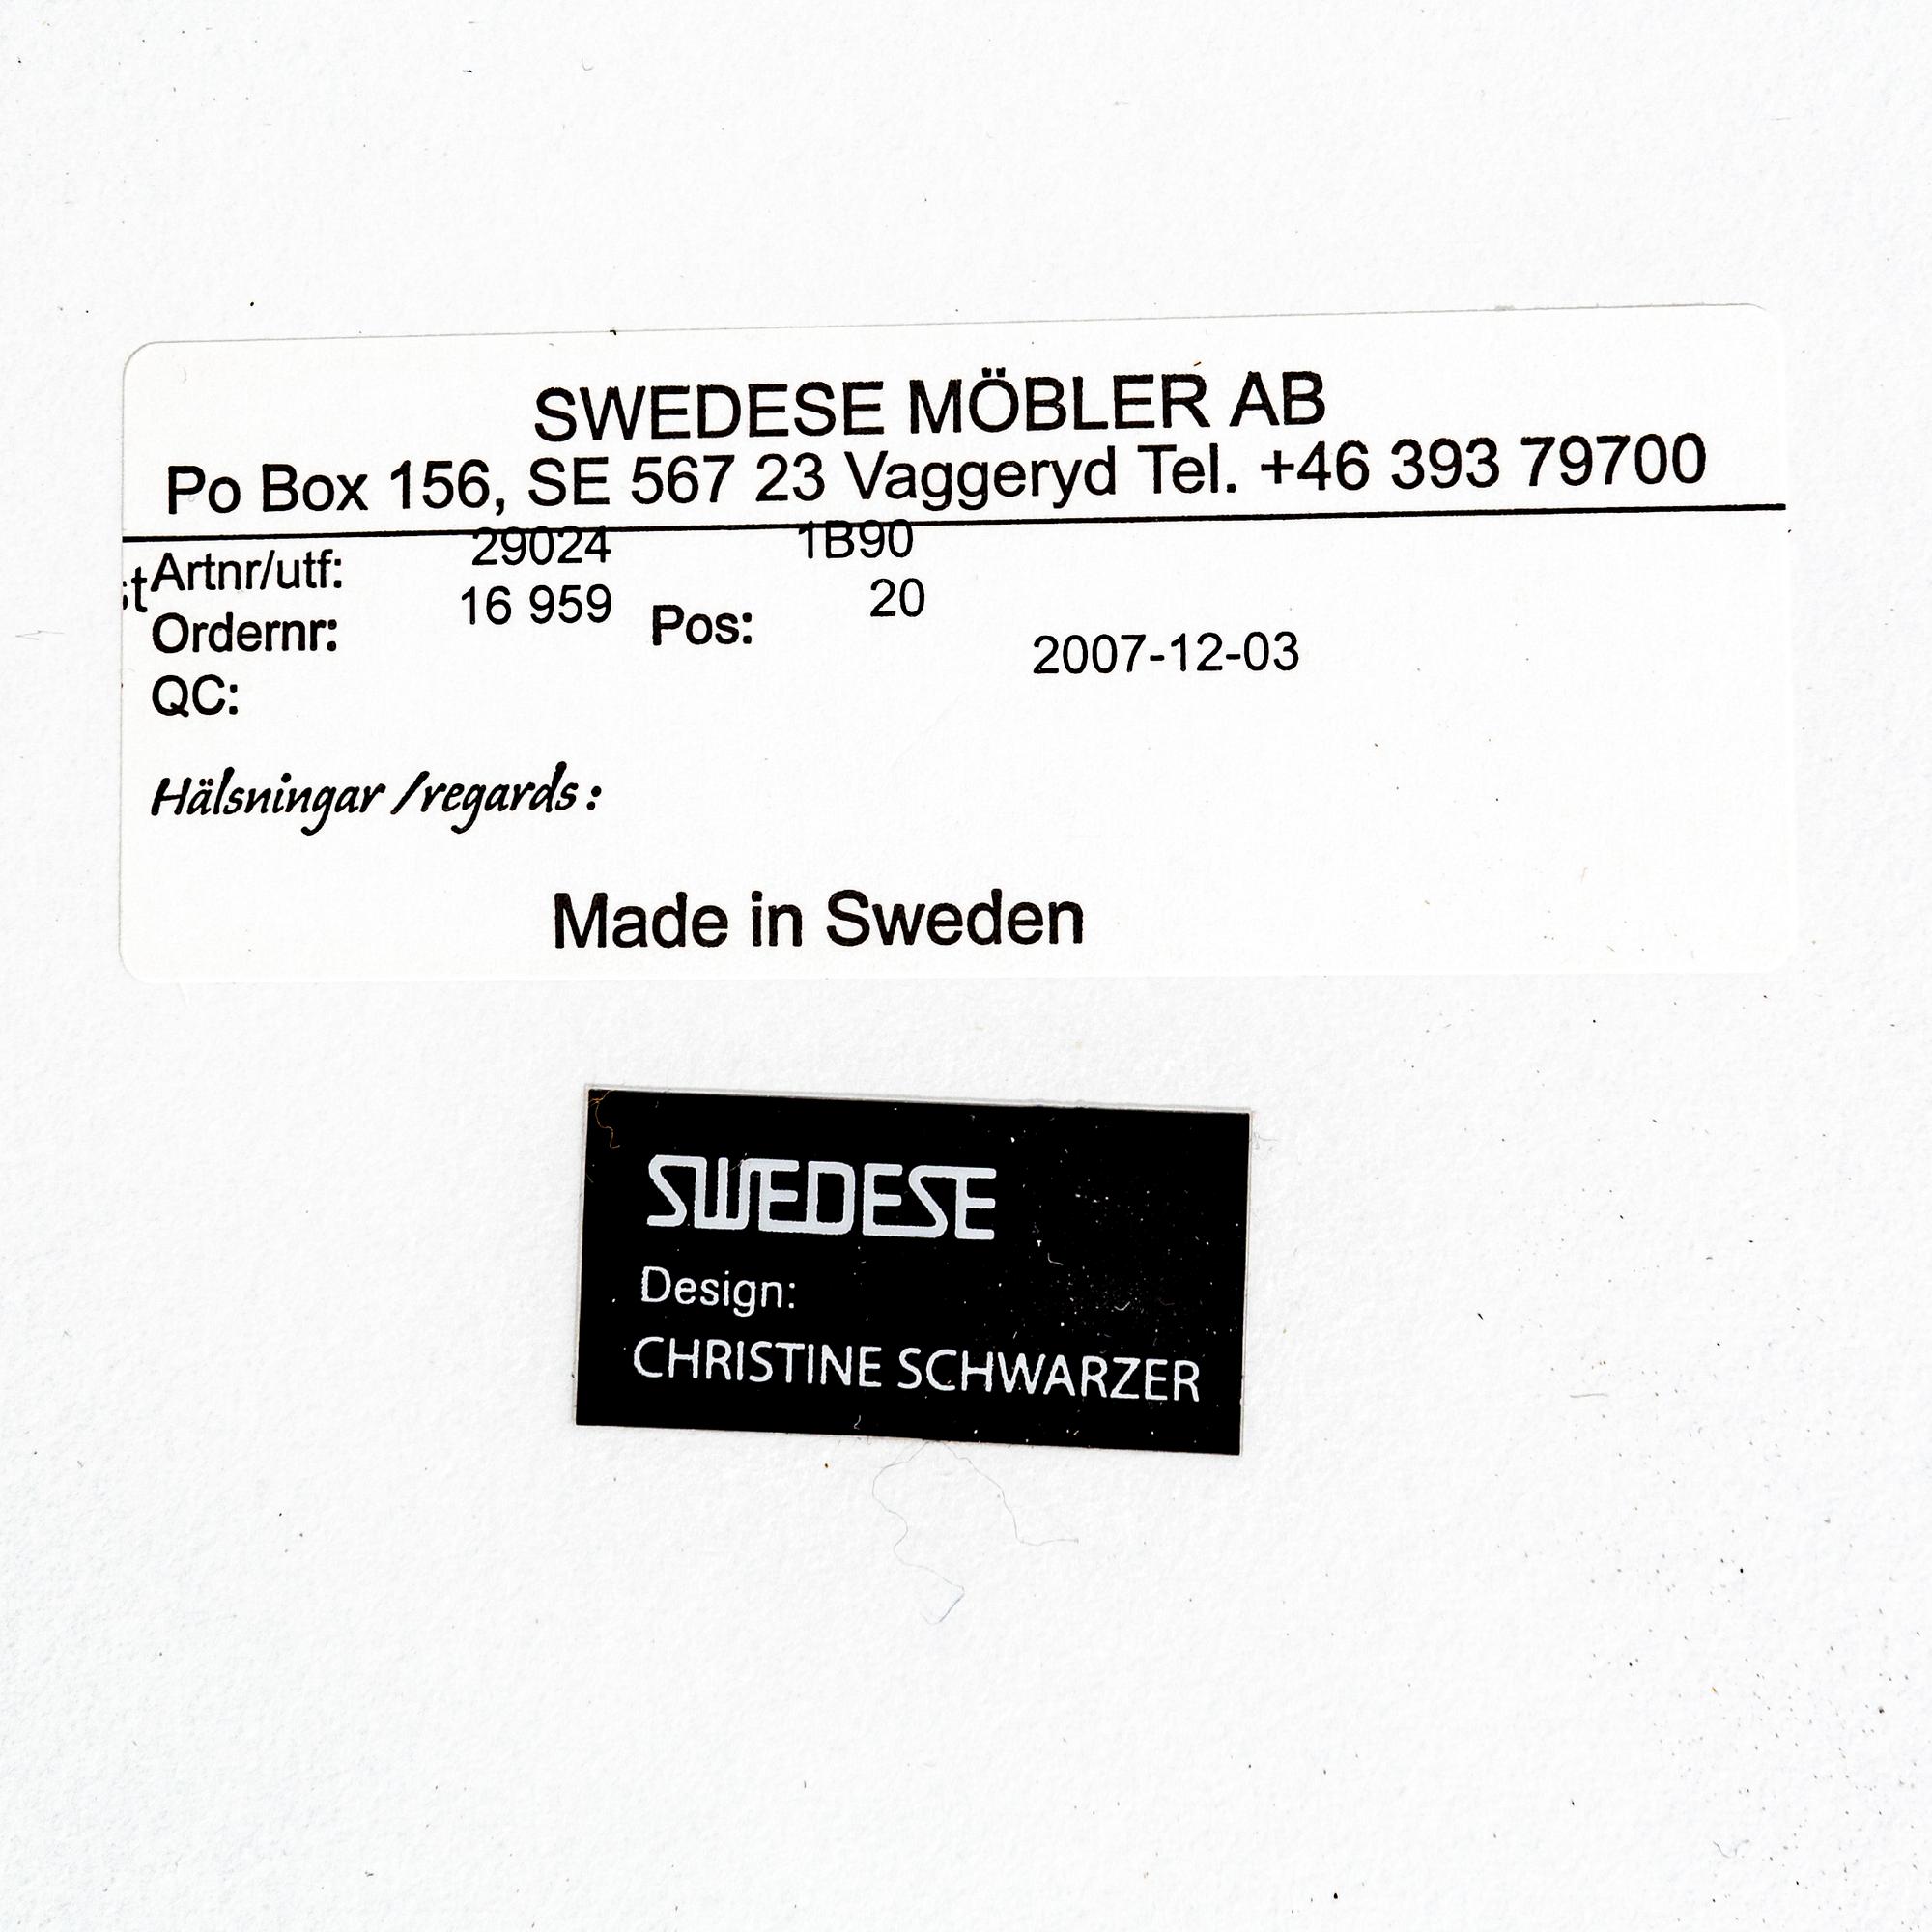 SWEDESE MÖBLER AB
Po Box 156, SE 567 23 Vaggeryd Tel. +46 393 79700
Artnr/utf: 29024 1B90
Ordernr: 16 959 Pos: 20
2007-12-03
QC:
Hälsningar /regards :
Made in Sweden
SWEDESE
Design:
CHRISTINE SCHWARZER